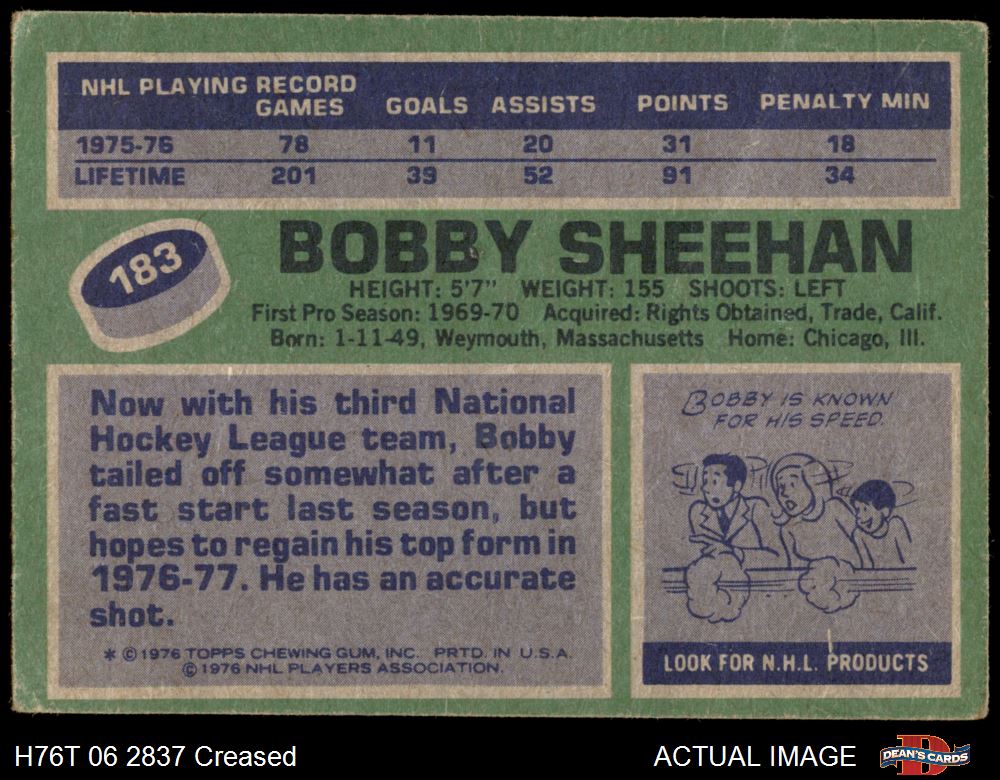 NHL PLAYING RECORD
GAMES GOALS ASSISTS POINTS PENALTY MIN
1975-76 78 11 20 31 18
LIFETIME 201 39 52 91 34
183
BOBBY SHEEHAN
HEIGHT: 5'7" WEIGHT: 155 SHOOTS: LEFT
First Pro Season: 1969-70 Acquired: Rights Obtained, Trade, Calif.
Born: 1-11-49, Weymouth, Massachusetts Home: Chicago, Ill.
Now with his third National
Hockey League team, Bobby
tailed off somewhat after a
fast start last season, but
hopes to regain his top form in
1976-77. He has an accurate
shot.
* © 1976 TOPPS CHEWING GUM, INC. PRTD. IN U.S.A.
© 1976 NHL PLAYERS ASSOCIATION.
BOBBY IS KNOWN
FOR HIS SPEED.
LOOK FOR N.H.L. PRODUCTS
H76T 06 2837 Creased
ACTUAL IMAGE
D
DEAN'S CARDS